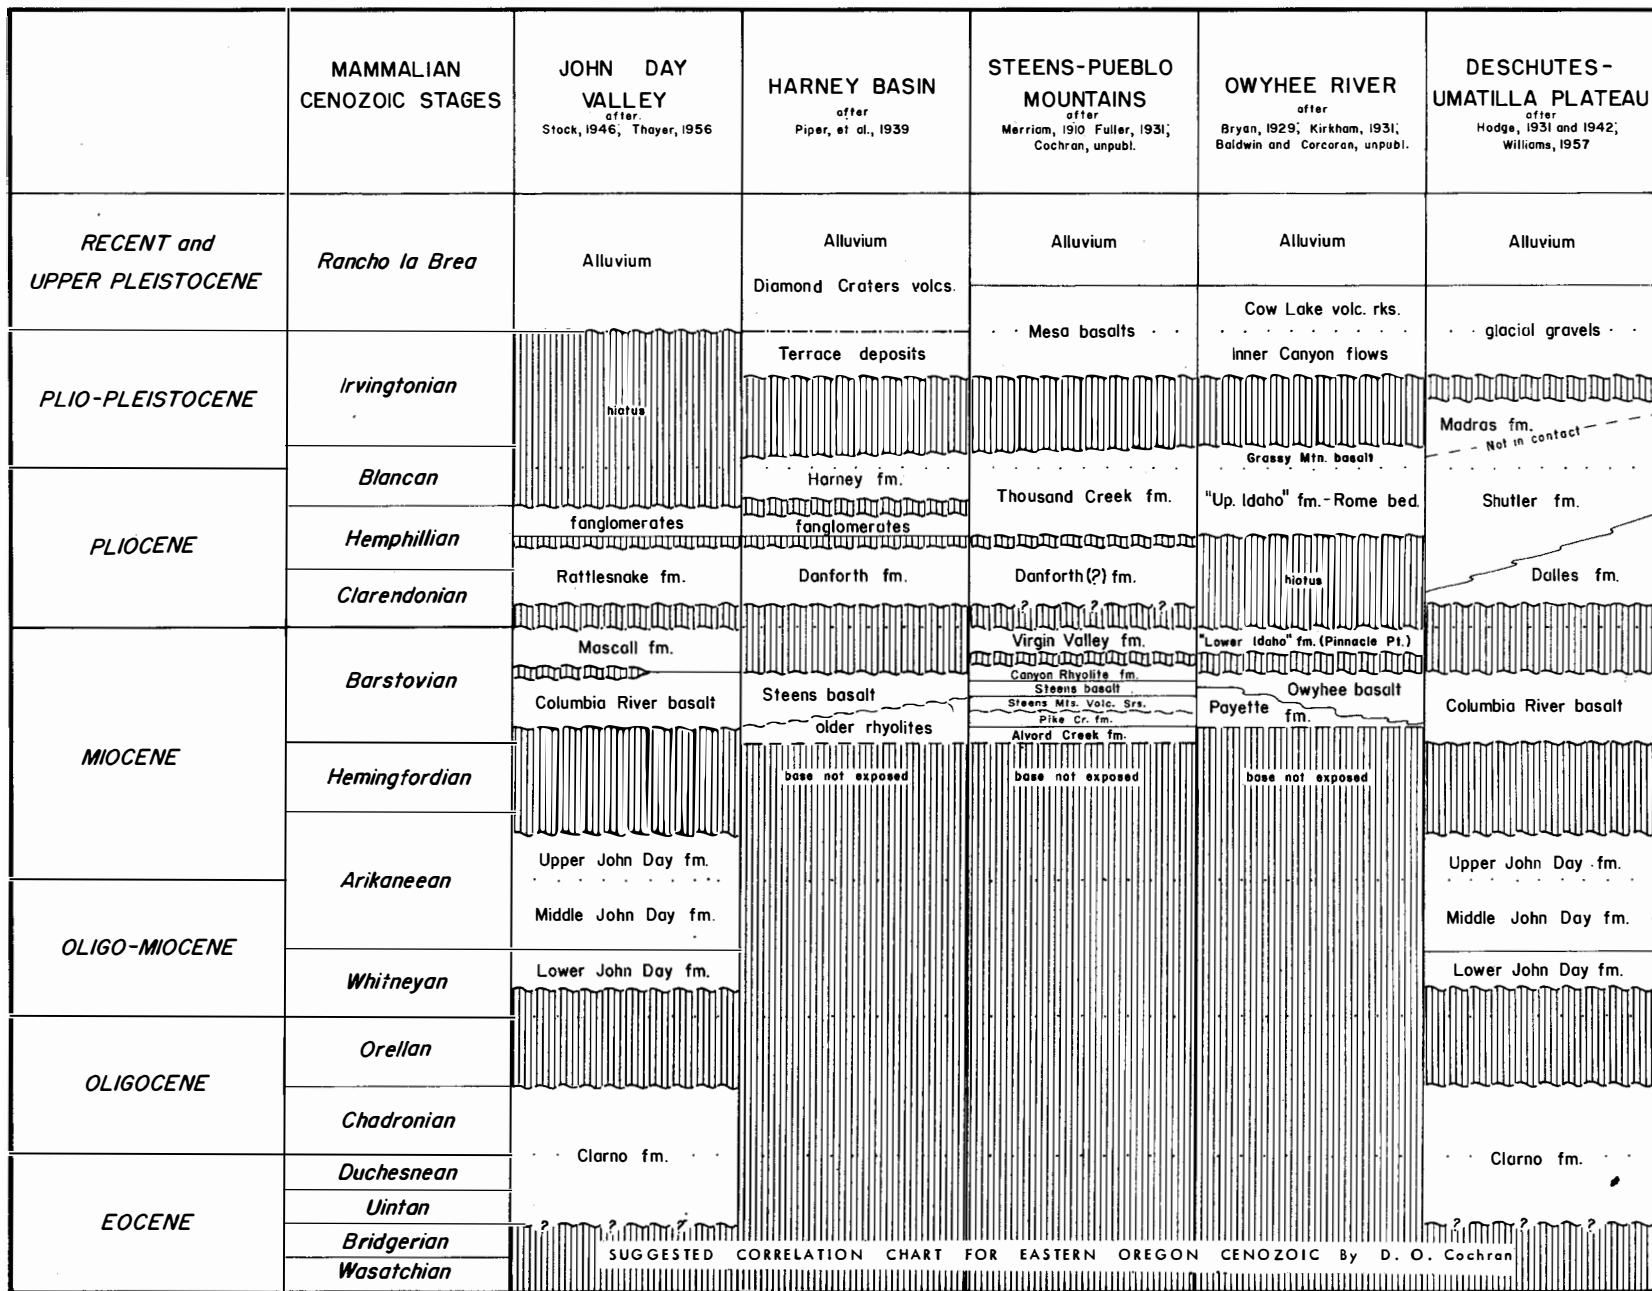 MAMMALIAN
CENOZOIC STAGES
JOHN DAY
VALLEY
after.
Stock, 1946; Thayer, 1956
HARNEY BASIN
after
Piper, et al., 1939
STEENS-PUEBLO
MOUNTAINS
after
Merriam, 1910 Fuller, 1931;
Cochran, unpubl.
OWYHEE RIVER
after
Bryan, 1929; Kirkham, 1931;
Baldwin and Corcoran, unpubl.
DESCHUTES-
UMATILLA PLATEAU
after
Hodge, 1931 and 1942;
Williams, 1957
RECENT and
UPPER PLEISTOCENE
Rancho la Brea
Alluvium
Alluvium
Diamond Craters volcs.
Alluvium
Alluvium
Cow Lake volc. rks.
Alluvium
PLIO-PLEISTOCENE
Irvingtonian
hiatus
Terrace deposits
Mesa basalts
Inner Canyon flows
glacial gravels
Madras fm.
Not in contact
Blancan
Harney fm.
Thousand Creek fm.
Grassy Mtn. basalt
"Up. Idaho" fm.-Rome bed.
Shutler fm.
PLIOCENE
Hemphillian
fanglomerates
fanglomerates
Clarendonian
Rattlesnake fm.
Danforth fm.
Danforth(?) fm.
? ? ?
hiatus
Dalles fm.
MIOCENE
Barstovian
Mascall fm.
Columbia River basalt
Steens basalt
older rhyolites
Virgin Valley fm.
Canyon Rhyolite fm.
Steens basalt
Steens Mts. Volc. Srs.
Pike Cr. fm.
Alvord Creek fm.
"Lower Idaho" fm. (Pinnacle Pt.)
Owyhee basalt
Payette fm.
Columbia River basalt
Hemingfordian
base not exposed
base not exposed
base not exposed
Arikaneean
Upper John Day fm.
Middle John Day fm.
Upper John Day fm.
Middle John Day fm.
OLIGO-MIOCENE
Whitneyan
Lower John Day fm.
Lower John Day fm.
OLIGOCENE
Orellan
Chadronian
Clarno fm.
Clarno fm.
EOCENE
Duchesnean
Uintan
Bridgerian
Wasatchian
? ? ?
? ? ?
SUGGESTED CORRELATION CHART FOR EASTERN OREGON CENOZOIC By D. O. Cochran